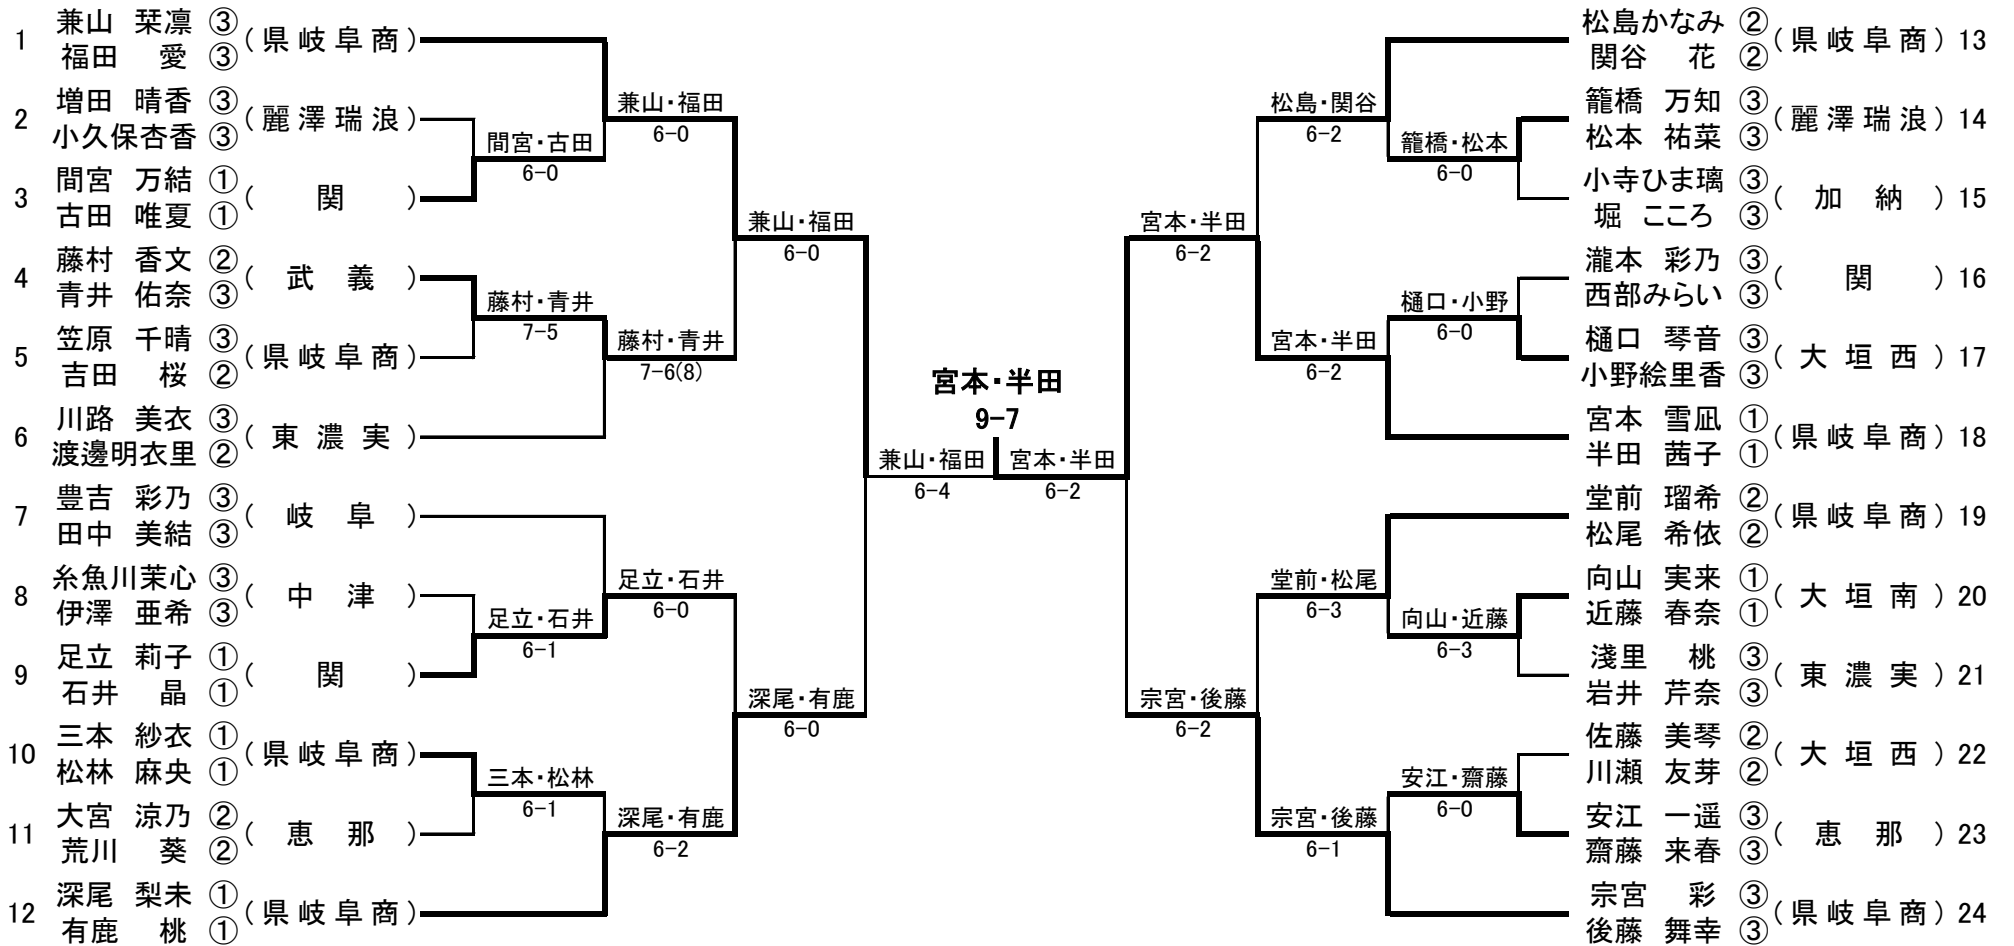 1 兼山 栞凛 ③ 福田 愛 ③ (県岐阜商)
2 増田 晴香 ③ 小久保杏香 ③ (麗澤瑞浪)
3 間宮 万結 ① 古田 唯夏 ① (関)
4 藤村 香文 ② 青井 佑奈 ③ (武義)
5 笠原 千晴 ③ 吉田 桜 ② (県岐阜商)
6 川路 美衣 ③ 渡邊明衣里 ② (東濃実)
7 豊吉 彩乃 ③ 田中 美結 ③ (岐阜)
8 糸魚川茉心 ③ 伊澤 亜希 ③ (中津)
9 足立 莉子 ① 石井 晶 ① (関)
10 三本 紗衣 ① 松林 麻央 ① (県岐阜商)
11 大宮 涼乃 ② 荒川 葵 ② (恵那)
12 深尾 梨未 ① 有鹿 桃 ① (県岐阜商)
間宮・古田
6-0
藤村・青井
7-5
足立・石井
6-1
三本・松林
6-1
兼山・福田
6-0
藤村・青井
7-6(8)
足立・石井
6-0
深尾・有鹿
6-2
兼山・福田
6-0
深尾・有鹿
6-0
兼山・福田
6-4
宮本・半田
9-7
宮本・半田
6-2
宮本・半田
6-2
宗宮・後藤
6-2
松島・関谷
6-2
宮本・半田
6-2
堂前・松尾
6-3
宗宮・後藤
6-1
籠橋・松本
6-0
樋口・小野
6-0
向山・近藤
6-3
安江・齋藤
6-0
松島かなみ ② 関谷 花 ② (県岐阜商) 13
籠橋 万知 ③ 松本 祐菜 ③ (麗澤瑞浪) 14
小寺ひま璃 ③ 堀 こころ ③ (加納) 15
瀧本 彩乃 ③ 西部みらい ③ (関) 16
樋口 琴音 ③ 小野絵里香 ③ (大垣西) 17
宮本 雪凪 ① 半田 茜子 ① (県岐阜商) 18
堂前 瑠希 ② 松尾 希依 ② (県岐阜商) 19
向山 実来 ① 近藤 春奈 ① (大垣南) 20
淺里 桃 ③ 岩井 芹奈 ③ (東濃実) 21
佐藤 美琴 ② 川瀬 友芽 ② (大垣西) 22
安江 一遥 ③ 齋藤 来春 ③ (恵那) 23
宗宮 彩 ③ 後藤 舞幸 ③ (県岐阜商) 24